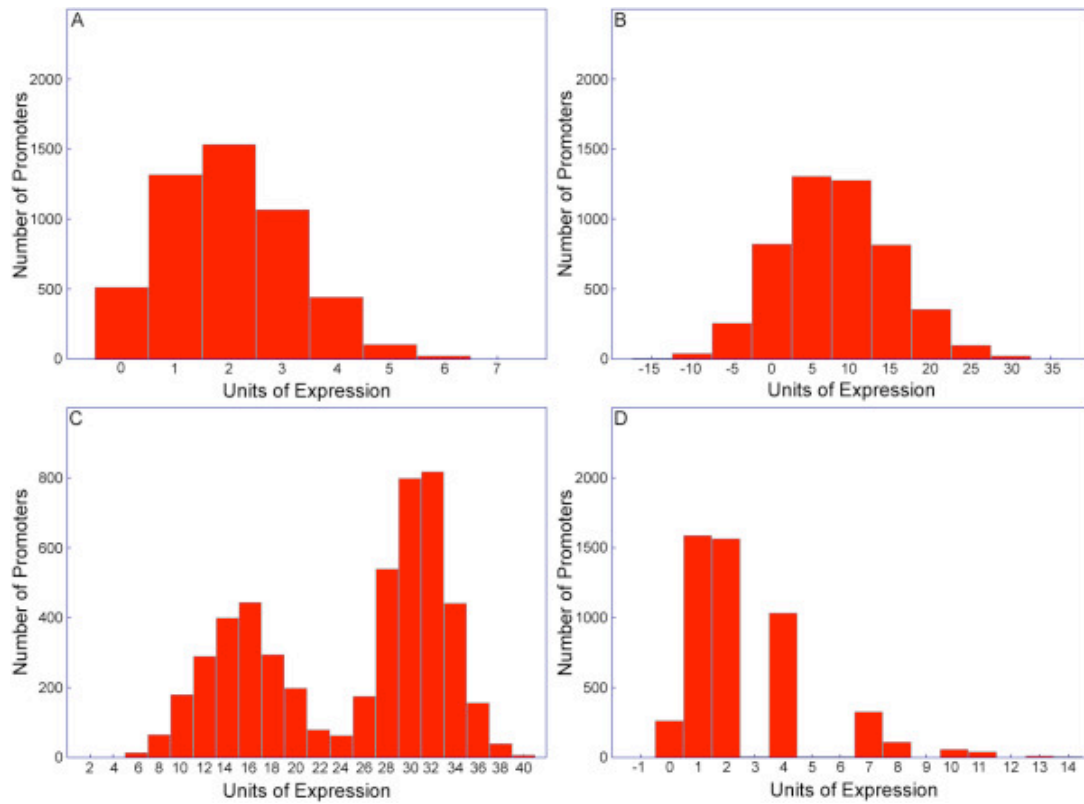 A
Number of Promoters
2000
1500
1000
500
0
0 1 2 3 4 5 6 7
Units of Expression
B
Number of Promoters
2000
1500
1000
500
0
-15 -10 -5 0 5 10 15 20 25 30 35
Units of Expression
C
Number of Promoters
800
600
400
200
0
2 4 6 8 10 12 14 16 18 20 22 24 26 28 30 32 34 36 38 40
Units of Expression
D
Number of Promoters
2000
1500
1000
500
0
-1 0 1 2 3 4 5 6 7 8 9 10 11 12 13 14
Units of Expression